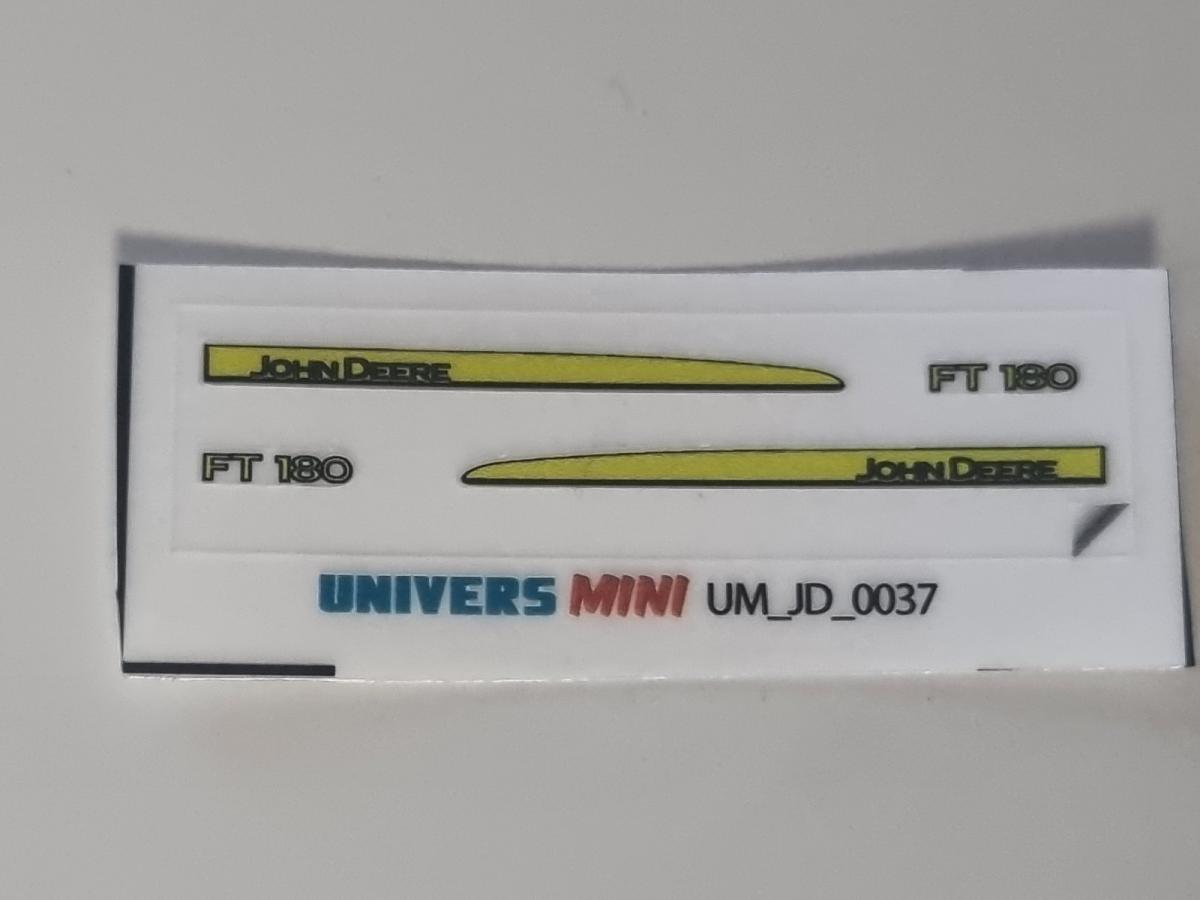 JOHN DEERE FT 180
FT 180 JOHN DEERE
UNIVERS MINI UM_JD_0037